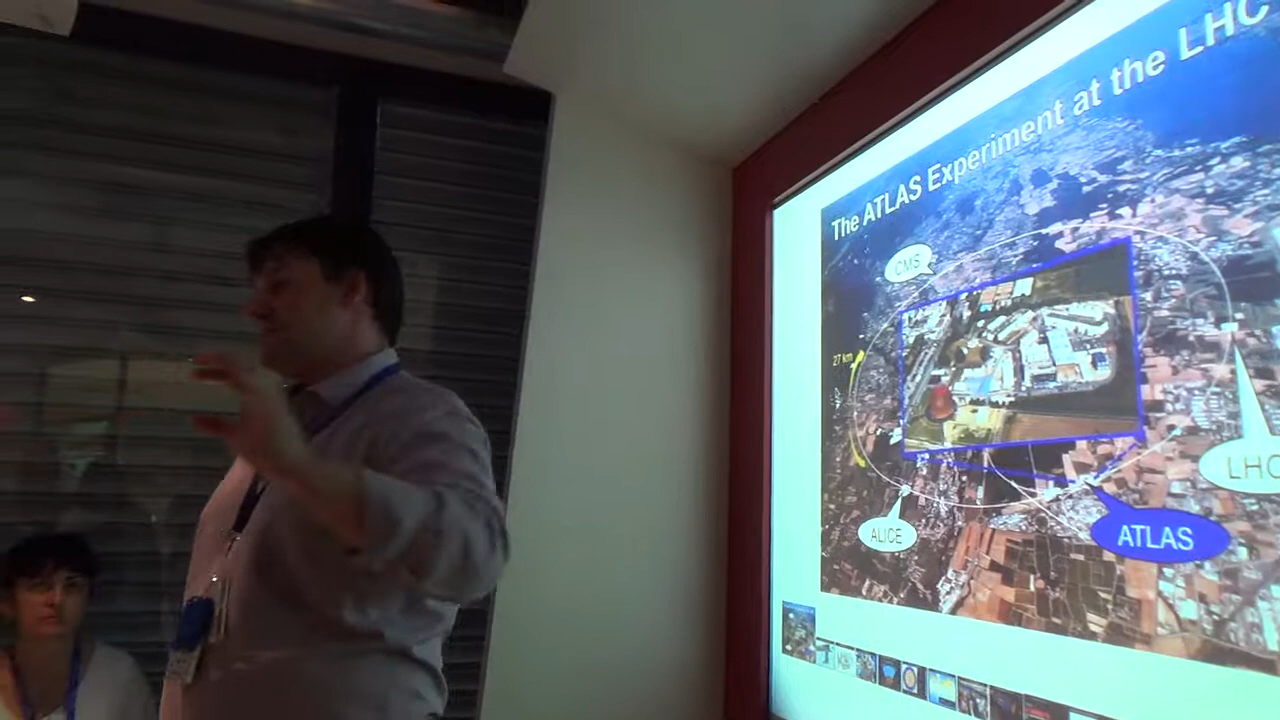 The ATLAS Experiment at the LHC
CMS
27 km
LHC
ALICE
ATLAS